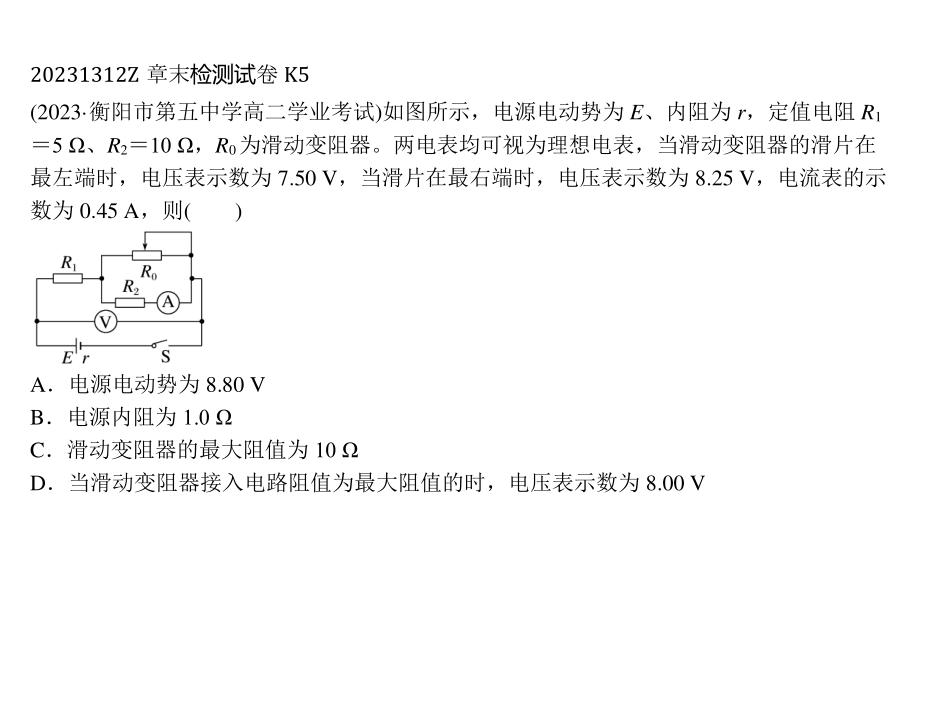 20231312Z 章末检测试卷 K5
(2023·衡阳市第五中学高二学业考试)如图所示，电源电动势为 E、内阻为 r，定值电阻 R1
＝5 Ω、R2＝10 Ω，R0 为滑动变阻器。两电表均可视为理想电表，当滑动变阻器的滑片在
最左端时，电压表示数为 7.50 V，当滑片在最右端时，电压表示数为 8.25 V，电流表的示
数为 0.45 A，则(　　)
R1
R0
R2
A
V
E r S
A．电源电动势为 8.80 V
B．电源内阻为 1.0 Ω
C．滑动变阻器的最大阻值为 10 Ω
D．当滑动变阻器接入电路阻值为最大阻值的时，电压表示数为 8.00 V